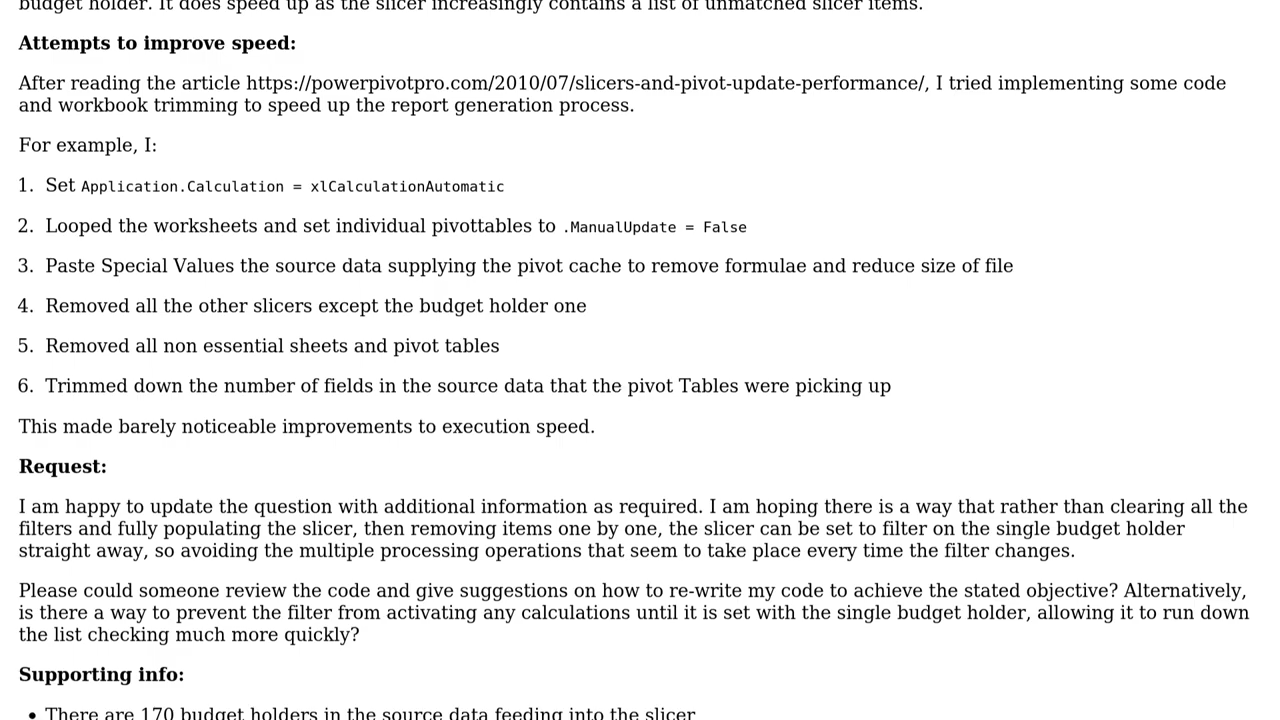 budget holder. It does speed up as the slicer increasingly contains a list of unmatched slicer items.
Attempts to improve speed:
After reading the article https://powerpivotpro.com/2010/07/slicers-and-pivot-update-performance/, I tried implementing some code
and workbook trimming to speed up the report generation process.
For example, I:
1. Set Application.Calculation = xlCalculationAutomatic
2. Looped the worksheets and set individual pivottables to .ManualUpdate = False
3. Paste Special Values the source data supplying the pivot cache to remove formulae and reduce size of file
4. Removed all the other slicers except the budget holder one
5. Removed all non essential sheets and pivot tables
6. Trimmed down the number of fields in the source data that the pivot Tables were picking up
This made barely noticeable improvements to execution speed.
Request:
I am happy to update the question with additional information as required. I am hoping there is a way that rather than clearing all the
filters and fully populating the slicer, then removing items one by one, the slicer can be set to filter on the single budget holder
straight away, so avoiding the multiple processing operations that seem to take place every time the filter changes.
Please could someone review the code and give suggestions on how to re-write my code to achieve the stated objective? Alternatively,
is there a way to prevent the filter from activating any calculations until it is set with the single budget holder, allowing it to run down
the list checking much more quickly?
Supporting info:
• There are 170 budget holders in the source data feeding into the slicer